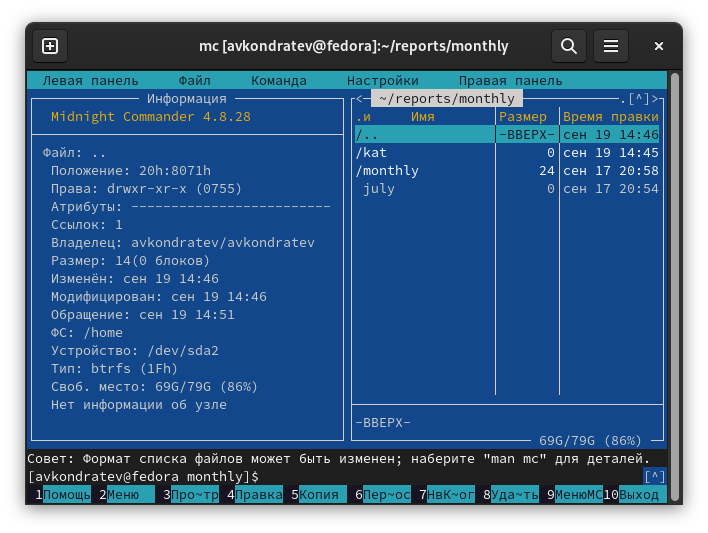 mc [avkondratev@fedora]:~/reports/monthly
Левая панель Файл Команда Настройки Правая панель
Информация
Midnight Commander 4.8.28
Файл: ..
Положение: 20h:8071h
Права: drwxr-xr-x (0755)
Атрибуты: -------------------------
Ссылок: 1
Владелец: avkondratev/avkondratev
Размер: 14(0 блоков)
Изменён: сен 19 14:46
Модифицирован: сен 19 14:46
Обращение: сен 19 14:51
ФС: /home
Устройство: /dev/sda2
Тип: btrfs (1Fh)
Своб. место: 69G/79G (86%)
Нет информации об узле
<─ ~/reports/monthly ─.[^]>
.и Имя Размер Время правки
/.. -ВВЕРХ- сен 19 14:46
/kat 0 сен 19 14:45
/monthly 24 сен 17 20:58
july 0 сен 17 20:54
-ВВЕРХ-
69G/79G (86%)
Совет: Формат списка файлов может быть изменен; наберите "man mc" для деталей.
[avkondratev@fedora monthly]$ [^]
1Помощь 2Меню 3Про~тр 4Правка 5Копия 6Пер~ос 7НвК~ог 8Уда~ть 9МенюMC 10Выход